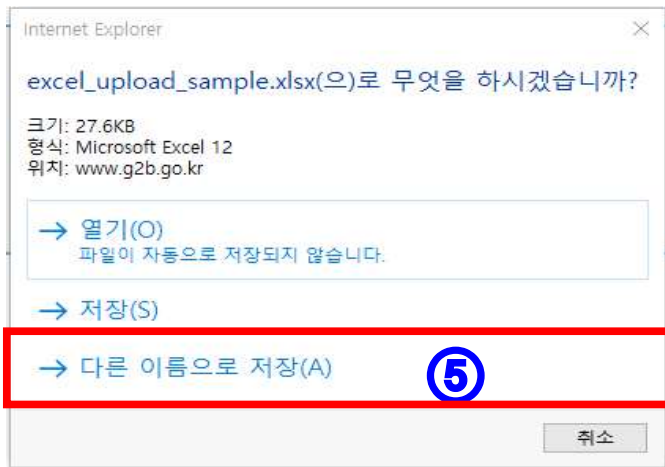 Internet Explorer
excel_upload_sample.xlsx(으)로 무엇을 하시겠습니까?
크기: 27.6KB
형식: Microsoft Excel 12
위치: www.g2b.go.kr
→ 열기(O)
파일이 자동으로 저장되지 않습니다.
→ 저장(S)
→ 다른 이름으로 저장(A) ⑤
취소